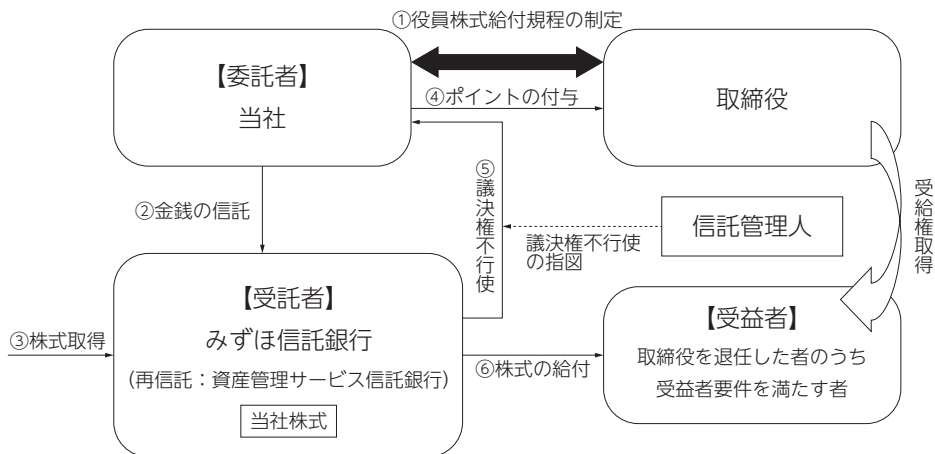 ①役員株式給付規程の制定
【委託者】
当社
④ポイントの付与
取締役
②金銭の信託
⑤議決権不行使
議決権不行使
の指図
信託管理人
受給権取得
③株式取得
【受託者】
みずほ信託銀行
(再信託：資産管理サービス信託銀行)
当社株式
⑥株式の給付
【受益者】
取締役を退任した者のうち
受益者要件を満たす者